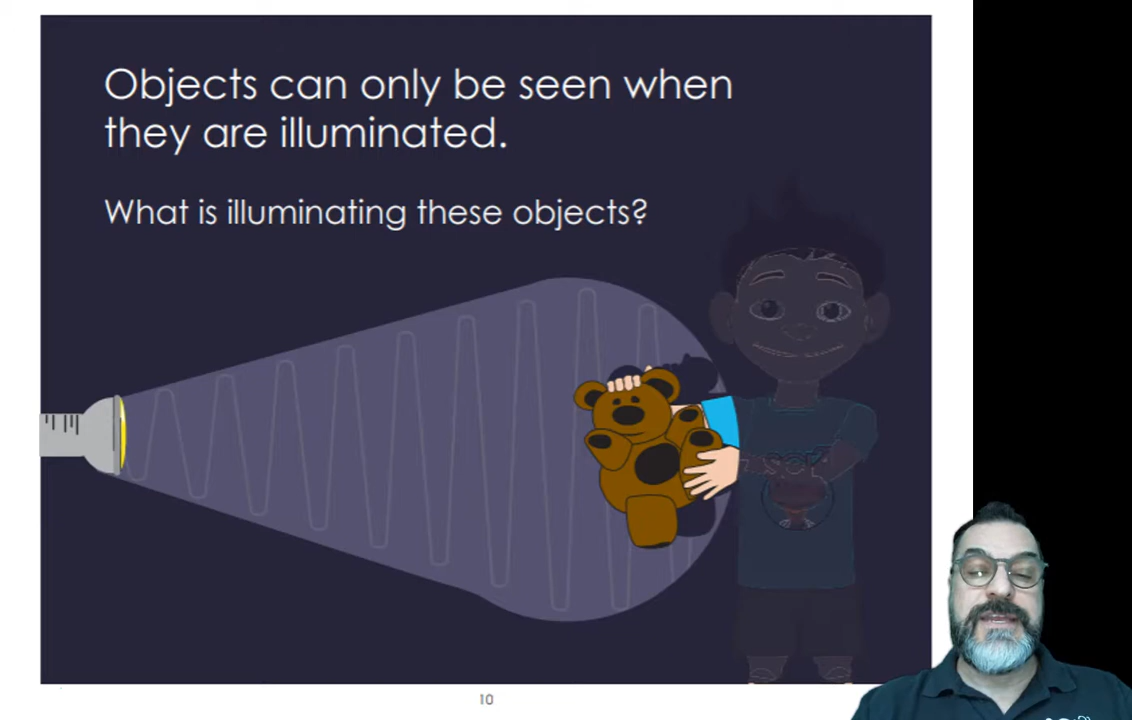 Objects can only be seen when
they are illuminated.
What is illuminating these objects?
10